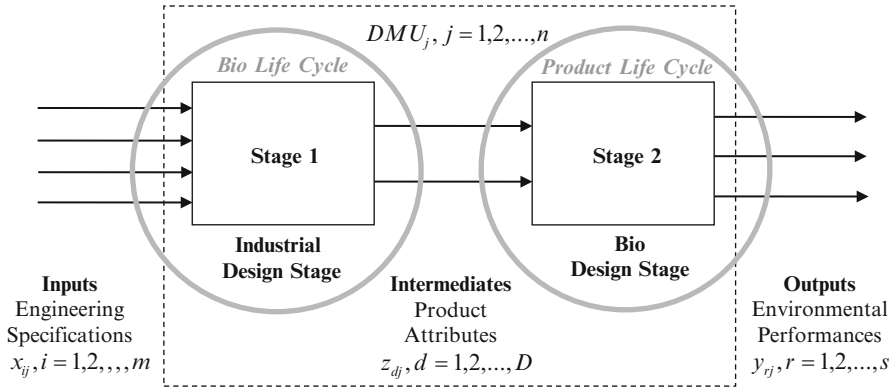 DMU_j, j = 1,2,...,n
Bio Life Cycle
Product Life Cycle
Stage 1
Stage 2
Industrial
Design Stage
Bio
Design Stage
Inputs
Engineering
Specifications
x_ij, i = 1,2,,,,m
Intermediates
Product
Attributes
z_dj, d = 1,2,...,D
Outputs
Environmental
Performances
y_rj, r = 1,2,...,s